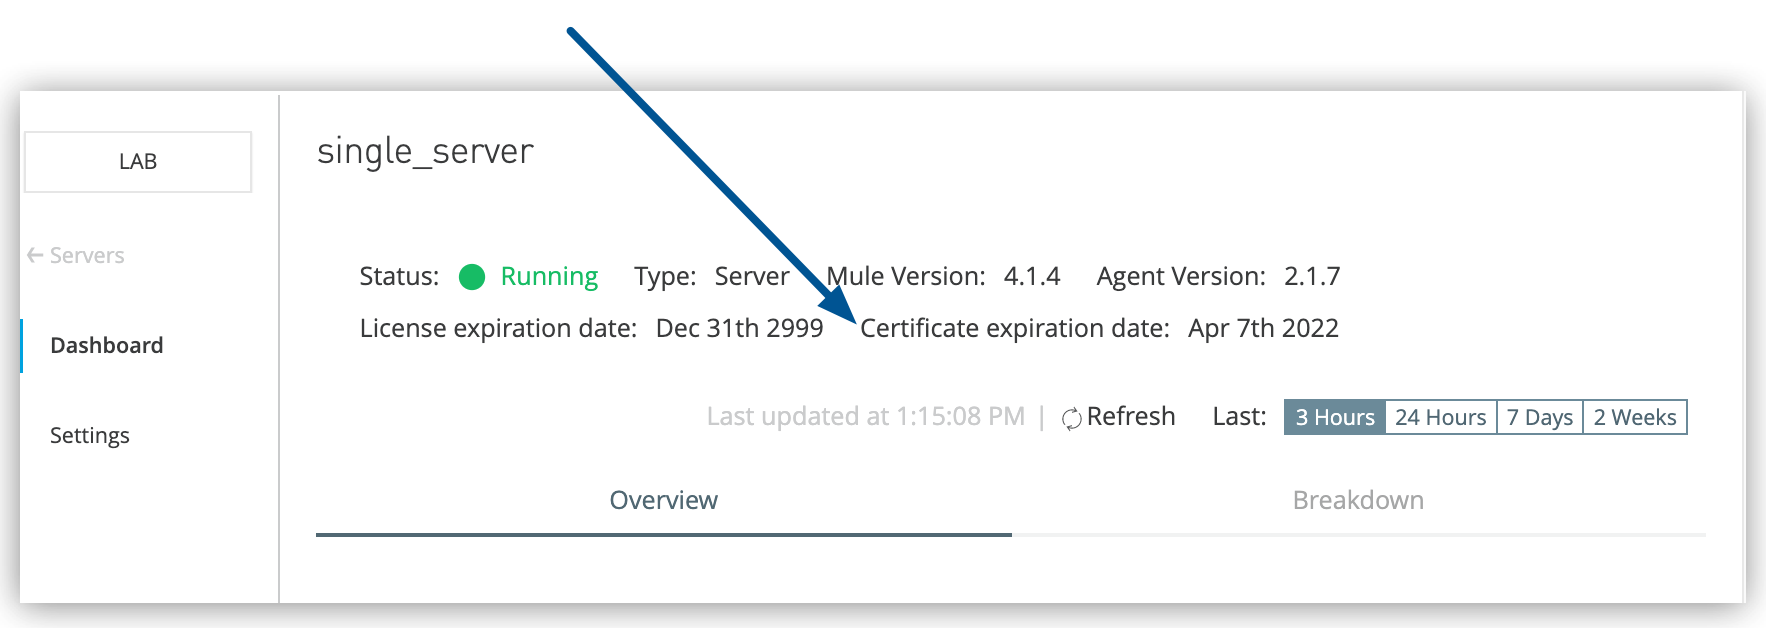 LAB
← Servers
Dashboard
Settings
single_server
Status: Running Type: Server Mule Version: 4.1.4 Agent Version: 2.1.7
License expiration date: Dec 31th 2999 Certificate expiration date: Apr 7th 2022
Last updated at 1:15:08 PM | Refresh Last: 3 Hours 24 Hours 7 Days 2 Weeks
Overview Breakdown